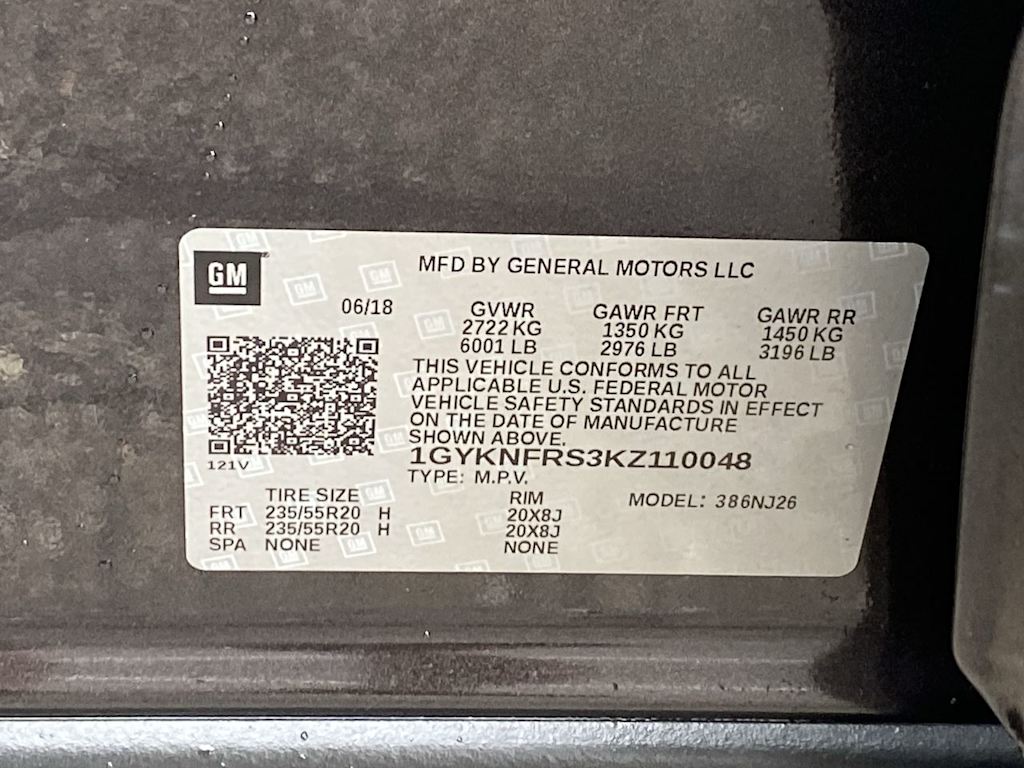 GM
MFD BY GENERAL MOTORS LLC
06/18
GVWR GAWR FRT GAWR RR
2722 KG 1350 KG 1450 KG
6001 LB 2976 LB 3196 LB
THIS VEHICLE CONFORMS TO ALL
APPLICABLE U.S. FEDERAL MOTOR
VEHICLE SAFETY STANDARDS IN EFFECT
ON THE DATE OF MANUFACTURE
SHOWN ABOVE.
1GYKNFRS3KZ110048
121V
TYPE: M.P.V.
TIRE SIZE RIM MODEL: 386NJ26
FRT 235/55R20 H 20X8J
RR 235/55R20 H 20X8J
SPA NONE NONE